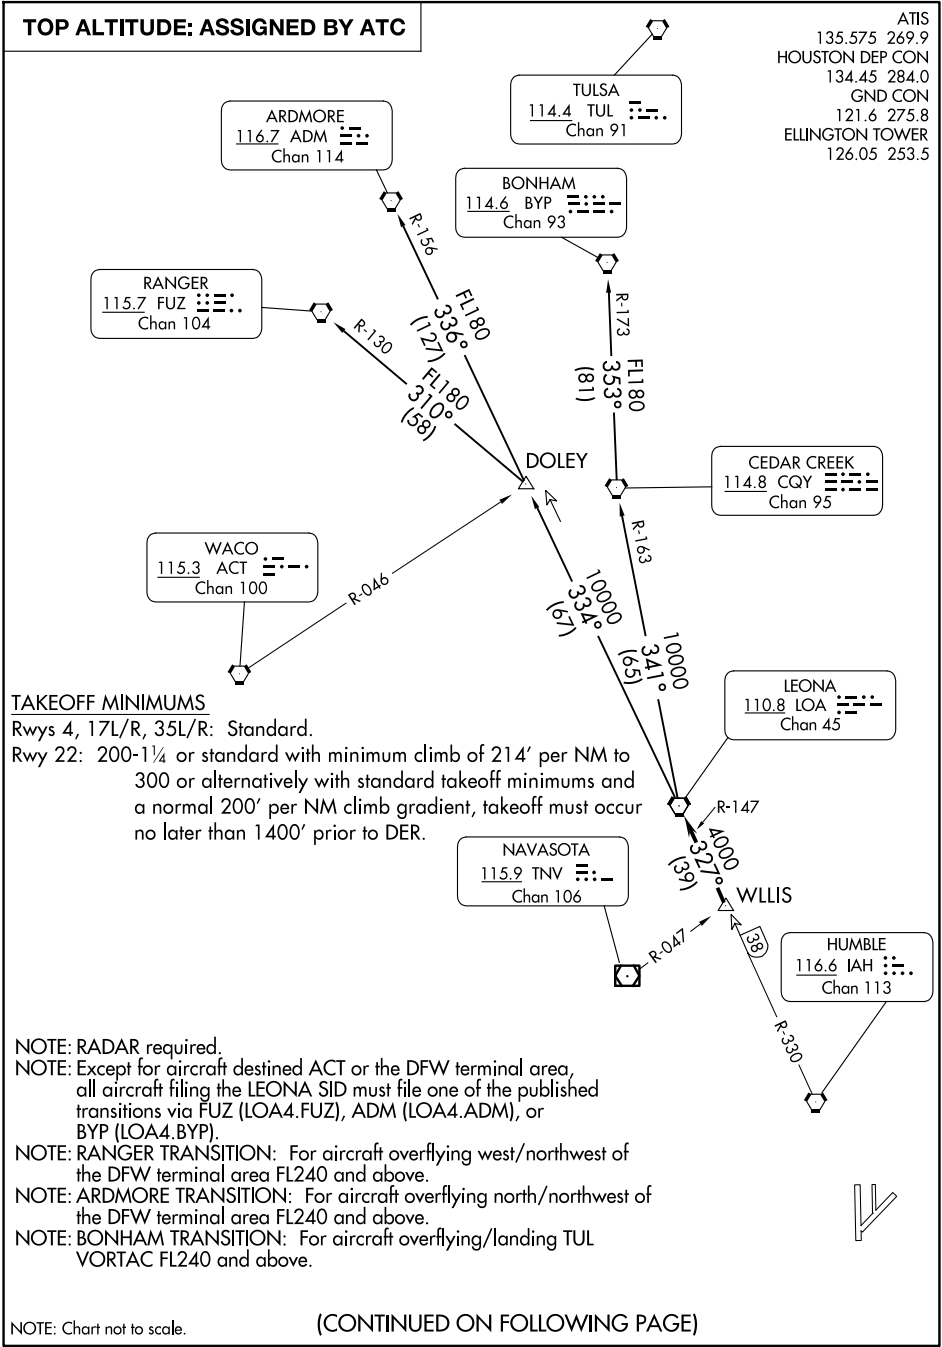 TOP ALTITUDE: ASSIGNED BY ATC
ATIS
135.575 269.9
HOUSTON DEP CON
134.45 284.0
GND CON
121.6 275.8
ELLINGTON TOWER
126.05 253.5
TULSA
114.4 TUL
Chan 91
ARDMORE
116.7 ADM
Chan 114
BONHAM
114.6 BYP
Chan 93
RANGER
115.7 FUZ
Chan 104
R-156
R-130
R-173
FL180
336°
(127)
FL180
310°
(58)
FL180
353°
(81)
DOLEY
CEDAR CREEK
114.8 CQY
Chan 95
WACO
115.3 ACT
Chan 100
R-046
R-163
10000
334°
(67)
10000
341°
(65)
LEONA
110.8 LOA
Chan 45
TAKEOFF MINIMUMS
Rwys 4, 17L/R, 35L/R: Standard.
Rwy 22: 200-1¼ or standard with minimum climb of 214' per NM to
300 or alternatively with standard takeoff minimums and
a normal 200' per NM climb gradient, takeoff must occur
no later than 1400' prior to DER.
R-147
4000
327°
(39)
NAVASOTA
115.9 TNV
Chan 106
WLLIS
R-047
38
HUMBLE
116.6 IAH
Chan 113
R-330
NOTE: RADAR required.
NOTE: Except for aircraft destined ACT or the DFW terminal area,
all aircraft filing the LEONA SID must file one of the published
transitions via FUZ (LOA4.FUZ), ADM (LOA4.ADM), or
BYP (LOA4.BYP).
NOTE: RANGER TRANSITION: For aircraft overflying west/northwest of
the DFW terminal area FL240 and above.
NOTE: ARDMORE TRANSITION: For aircraft overflying north/northwest of
the DFW terminal area FL240 and above.
NOTE: BONHAM TRANSITION: For aircraft overflying/landing TUL
VORTAC FL240 and above.
NOTE: Chart not to scale.
(CONTINUED ON FOLLOWING PAGE)